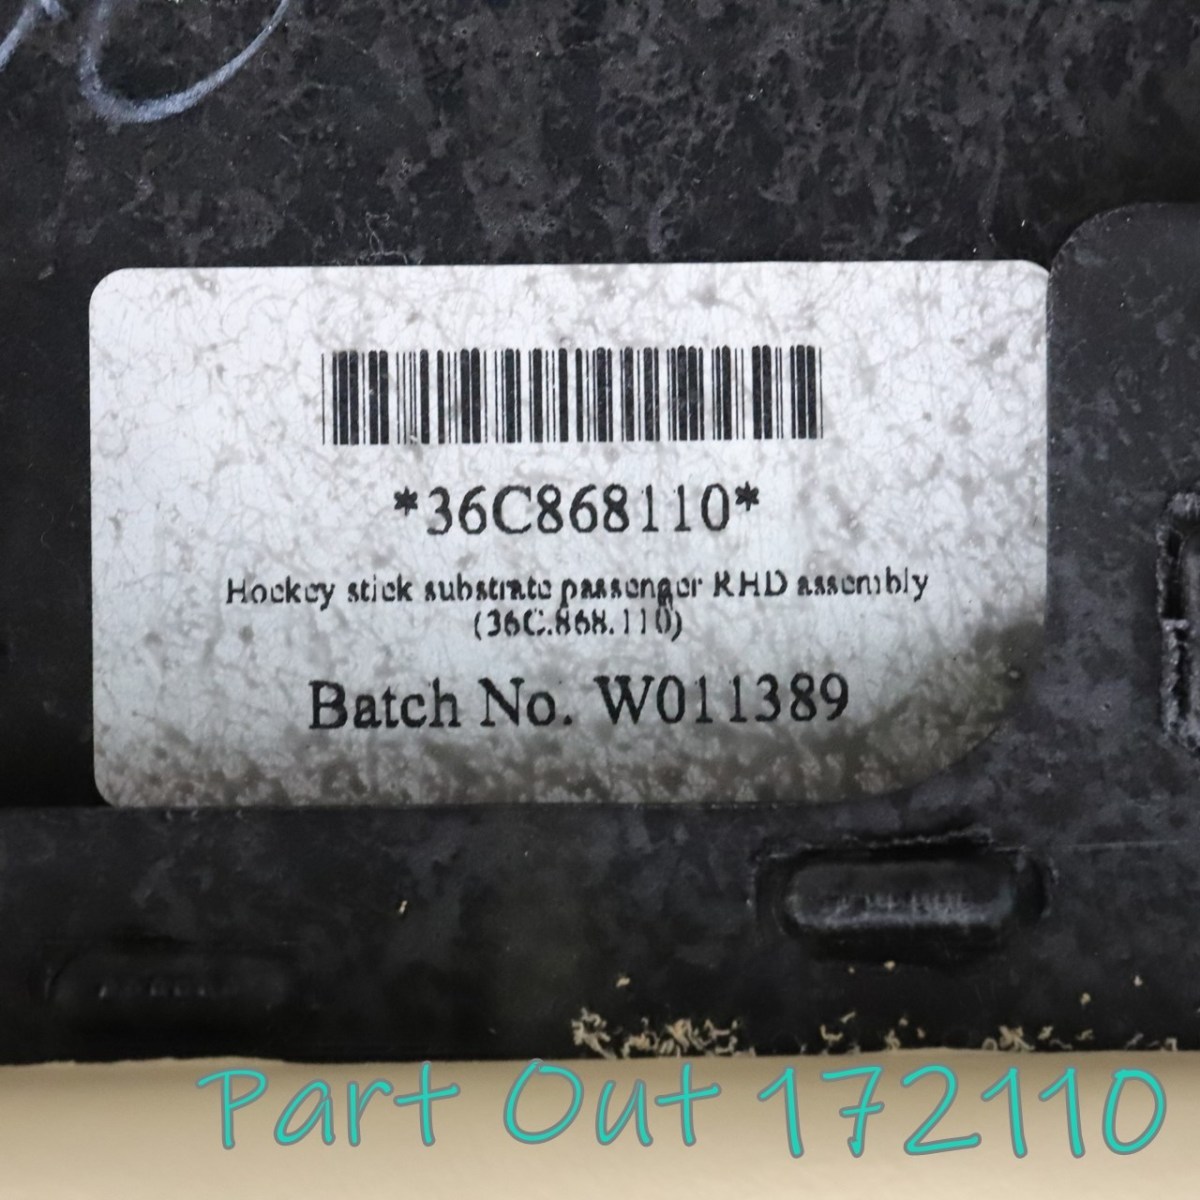 *36C868110*
Hockey stick substrate passenger RHD assembly
(36C.868.110)
Batch No. W011389
Part Out 172110